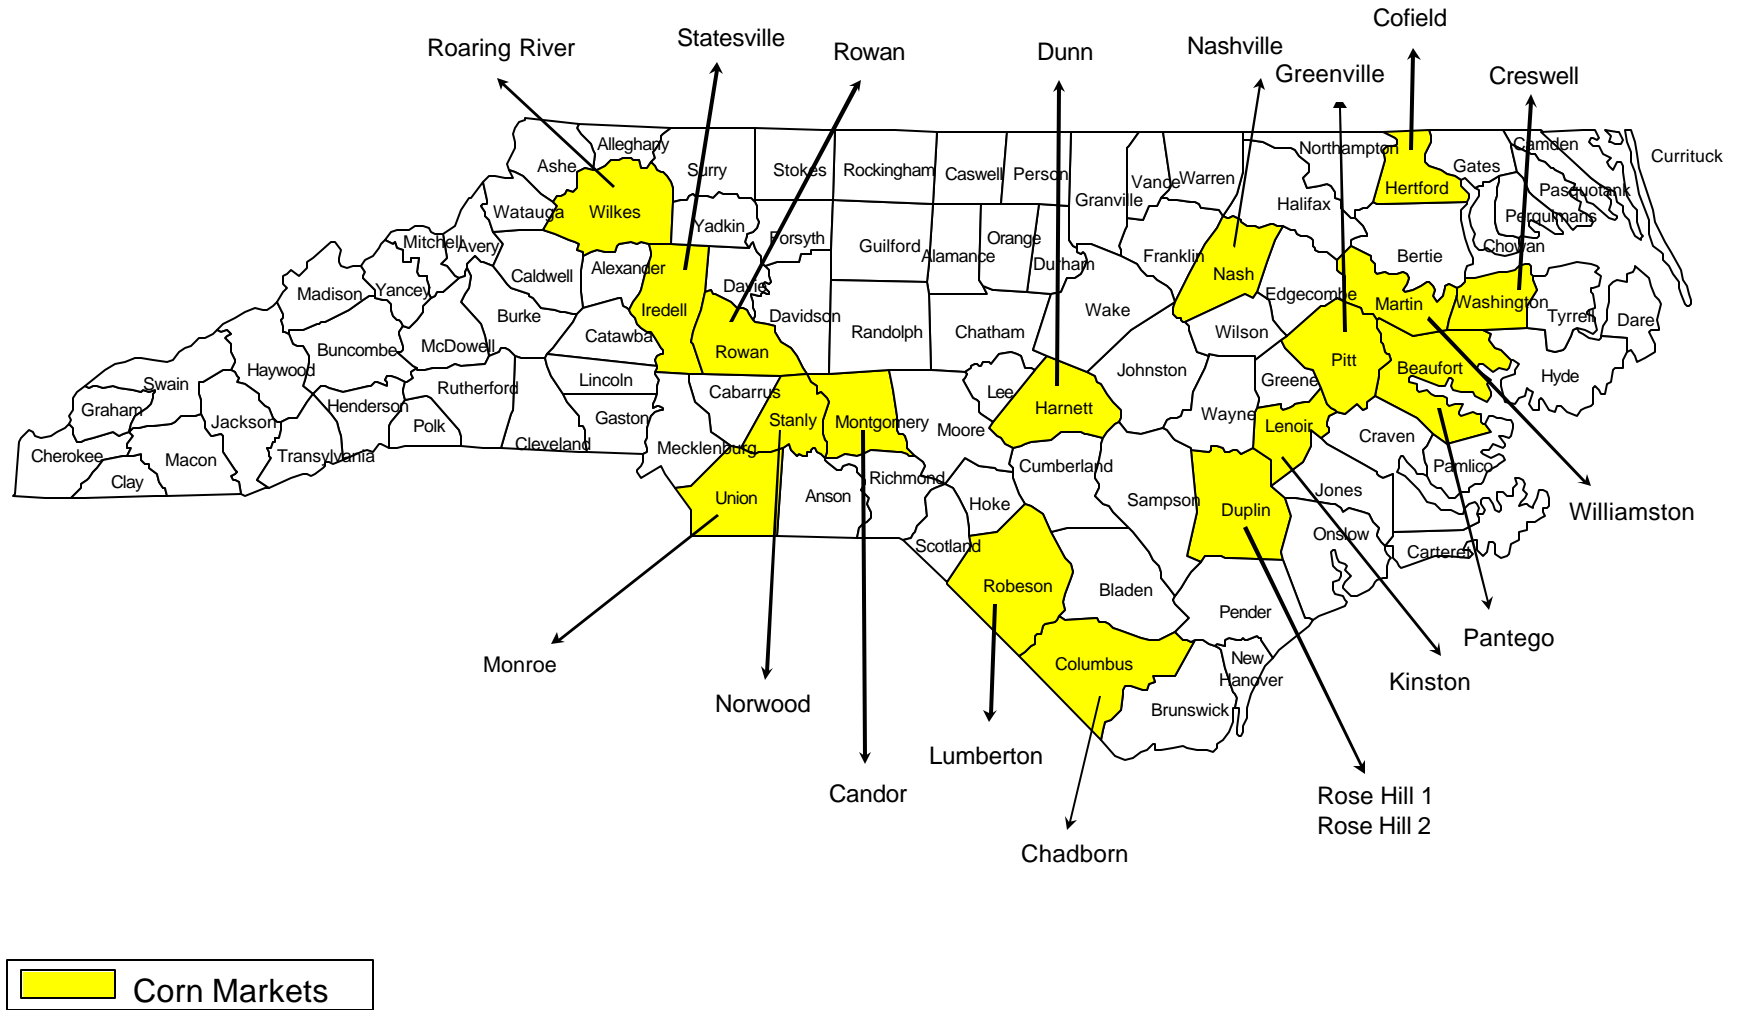 Cofield
Roaring River
Statesville
Rowan
Dunn
Nashville
Greenville
Creswell
Alleghany
Ashe
Surry
Stokes
Rockingham
Caswell
Person
Granville
Vance
Warren
Northampton
Hertford
Gates
Camden
Currituck
Pasquotank
Perquimans
Chowan
Watauga
Wilkes
Yadkin
Forsyth
Guilford
Alamance
Orange
Durham
Franklin
Nash
Halifax
Bertie
Mitchell
Avery
Caldwell
Alexander
Davie
Madison
Yancey
Iredell
Davidson
Randolph
Chatham
Wake
Edgecombe
Martin
Washington
Tyrrell
Dare
Burke
Catawba
Rowan
Wilson
Pitt
Beaufort
Hyde
Buncombe
McDowell
Haywood
Swain
Graham
Rutherford
Lincoln
Cabarrus
Lee
Johnston
Greene
Jackson
Henderson
Polk
Gaston
Stanly
Montgomery
Moore
Harnett
Wayne
Lenoir
Craven
Cherokee
Macon
Transylvania
Cleveland
Mecklenburg
Clay
Richmond
Cumberland
Pamlico
Union
Anson
Hoke
Sampson
Duplin
Jones
Williamston
Scotland
Onslow
Carteret
Robeson
Bladen
Pender
Pantego
Monroe
Columbus
New
Hanover
Kinston
Norwood
Brunswick
Lumberton
Candor
Rose Hill 1
Rose Hill 2
Chadborn
Corn Markets